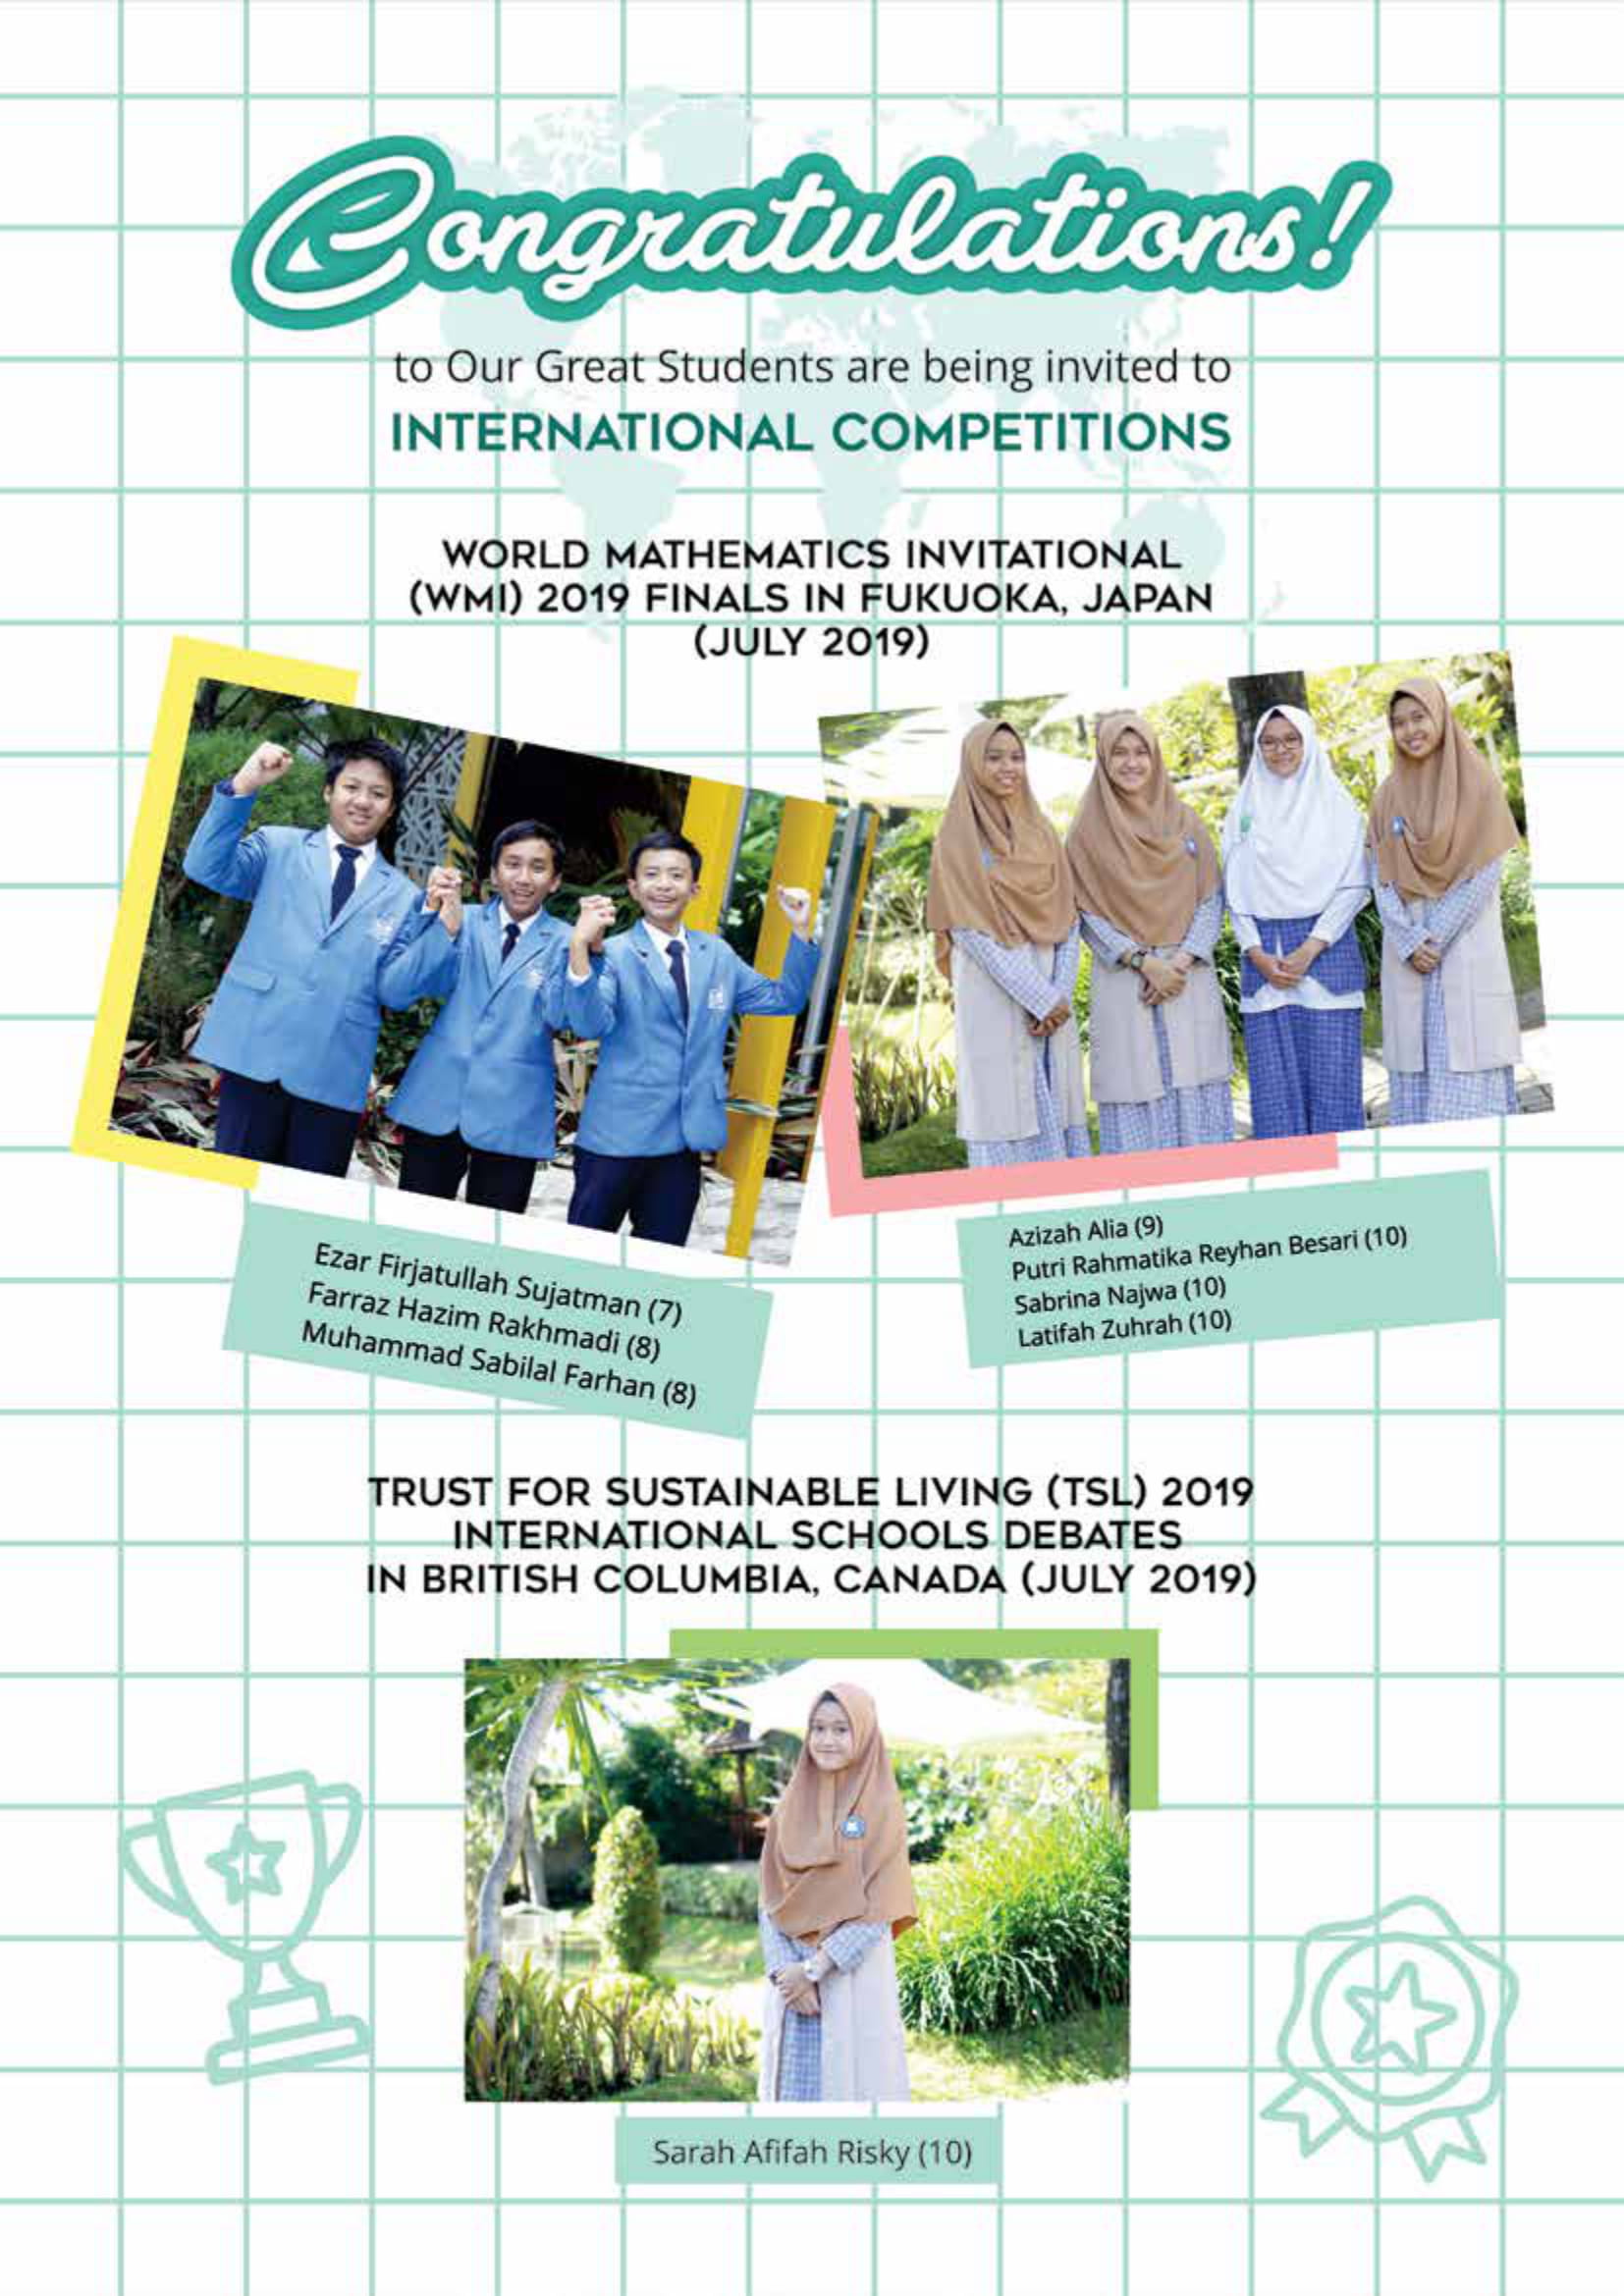 Congratulations!
to Our Great Students are being invited to
INTERNATIONAL COMPETITIONS
WORLD MATHEMATICS INVITATIONAL
(WMI) 2019 FINALS IN FUKUOKA, JAPAN
(JULY 2019)
Ezar Firjatullah Sujatman (7)
Farraz Hazim Rakhmadi (8)
Muhammad Sabilal Farhan (8)
Azizah Alia (9)
Putri Rahmatika Reyhan Besari (10)
Sabrina Najwa (10)
Latifah Zuhrah (10)
TRUST FOR SUSTAINABLE LIVING (TSL) 2019
INTERNATIONAL SCHOOLS DEBATES
IN BRITISH COLUMBIA, CANADA (JULY 2019)
Sarah Afifah Risky (10)